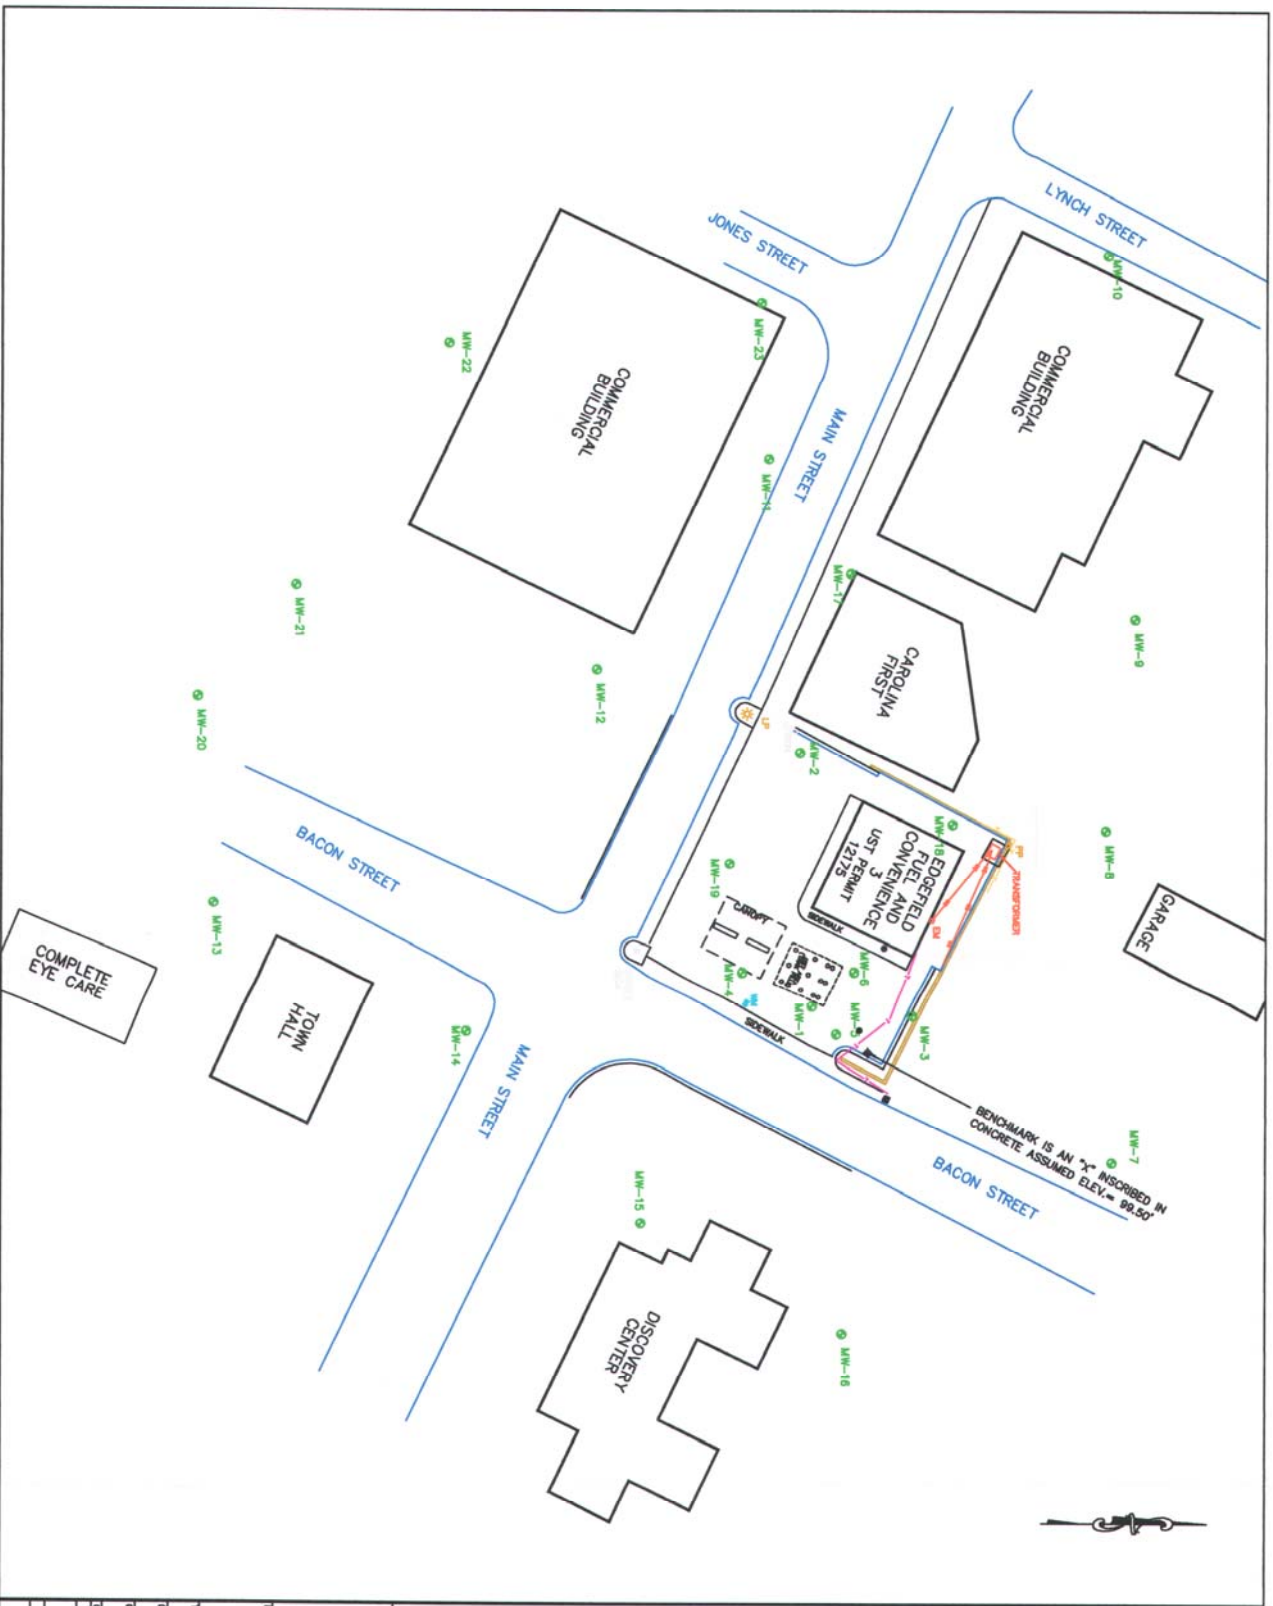 LYNCH STREET
MW-10
JONES STREET
MW-23
COMMERCIAL
BUILDING
MW-22
COMMERCIAL
BUILDING
MAIN STREET
MW-11
MW-17
MW-9
CAROLINA
FIRST
MW-21
MW-12
MW-20
LP
MW-2
MW-18
PP
TRANSFORMER
MW-8
GARAGE
EDGEFIELD
FUEL AND
CONVENIENCE
3
UST PERMIT
12175
SIDEWALK
EM
MW-19
CANOPY
MW-6
MW-4
MW-1
MW-5
MW-3
SIDEWALK
BACON STREET
MW-13
COMPLETE
EYE CARE
TOWN
HALL
MW-14
MAIN STREET
BENCHMARK IS AN "X" INSCRIBED IN
CONCRETE ASSUMED ELEV.= 99.50'
MW-7
BACON STREET
MW-15
DISCOVERY
CENTER
MW-16